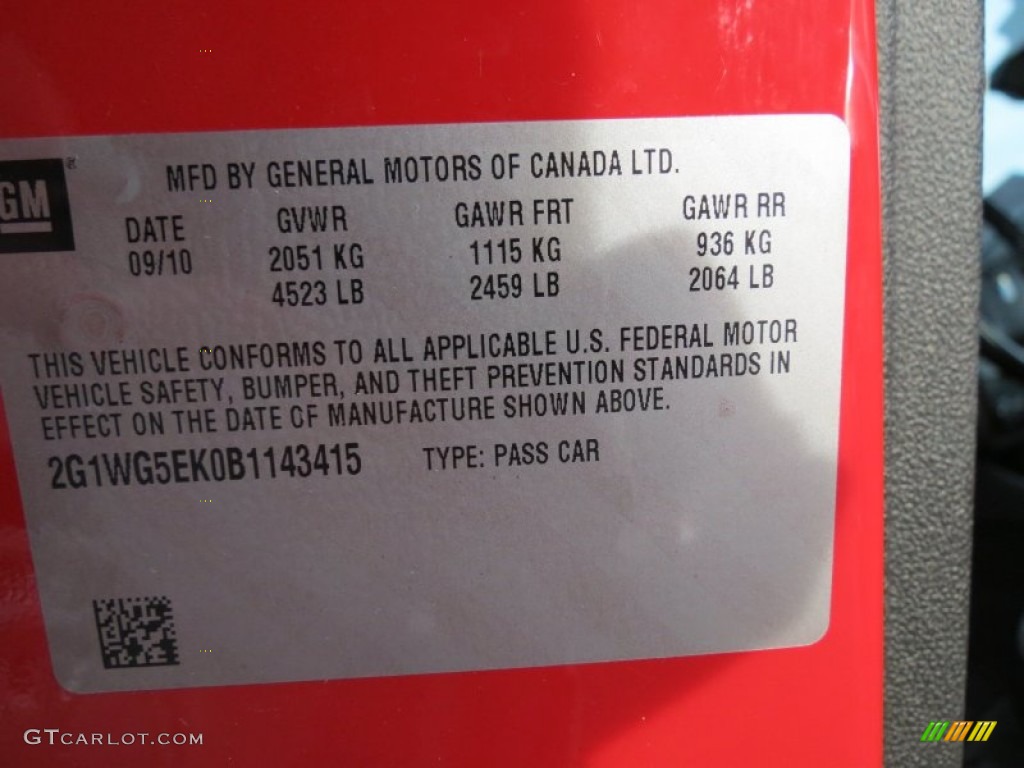 GM
MFD BY GENERAL MOTORS OF CANADA LTD.
DATE GVWR GAWR FRT GAWR RR
09/10 2051 KG 1115 KG 936 KG
4523 LB 2459 LB 2064 LB
THIS VEHICLE CONFORMS TO ALL APPLICABLE U.S. FEDERAL MOTOR
VEHICLE SAFETY, BUMPER, AND THEFT PREVENTION STANDARDS IN
EFFECT ON THE DATE OF MANUFACTURE SHOWN ABOVE.
2G1WG5EK0B1143415 TYPE: PASS CAR
GTCARLOT.COM